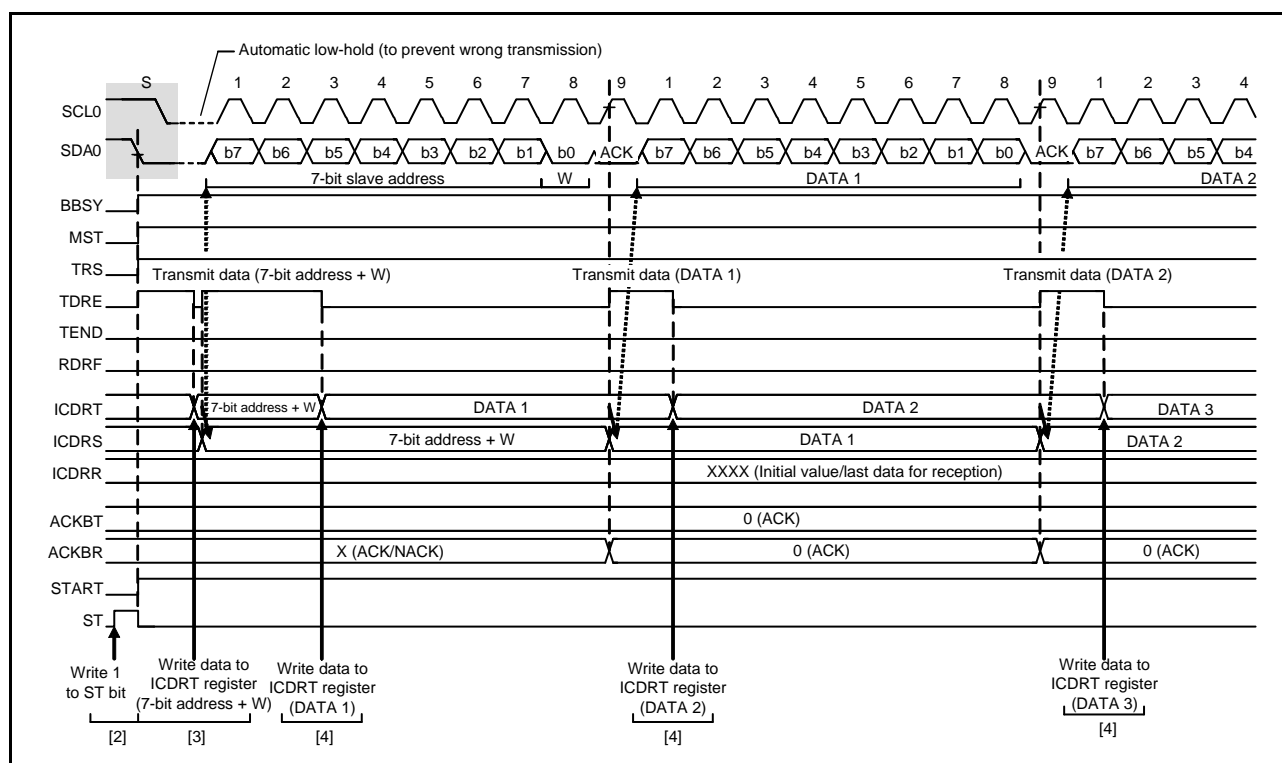 Automatic low-hold (to prevent wrong transmission)
S 1 2 3 4 5 6 7 8 9 1 2 3 4 5 6 7 8 9 1 2 3 4
SCL0
SDA0 b7 b6 b5 b4 b3 b2 b1 b0 ACK b7 b6 b5 b4 b3 b2 b1 b0 ACK b7 b6 b5 b4
7-bit slave address W DATA 1 DATA 2
BBSY
MST
TRS
Transmit data (7-bit address + W) Transmit data (DATA 1) Transmit data (DATA 2)
TDRE
TEND
RDRF
ICDRT 7-bit address + W DATA 1 DATA 2 DATA 3
ICDRS 7-bit address + W DATA 1 DATA 2
ICDRR XXXX (Initial value/last data for reception)
ACKBT 0 (ACK)
ACKBR X (ACK/NACK) 0 (ACK) 0 (ACK)
START
ST
Write 1
to ST bit
[2]
Write data to
ICDRT register
(7-bit address + W)
[3]
Write data to
ICDRT register
(DATA 1)
[4]
Write data to
ICDRT register
(DATA 2)
[4]
Write data to
ICDRT register
(DATA 3)
[4]